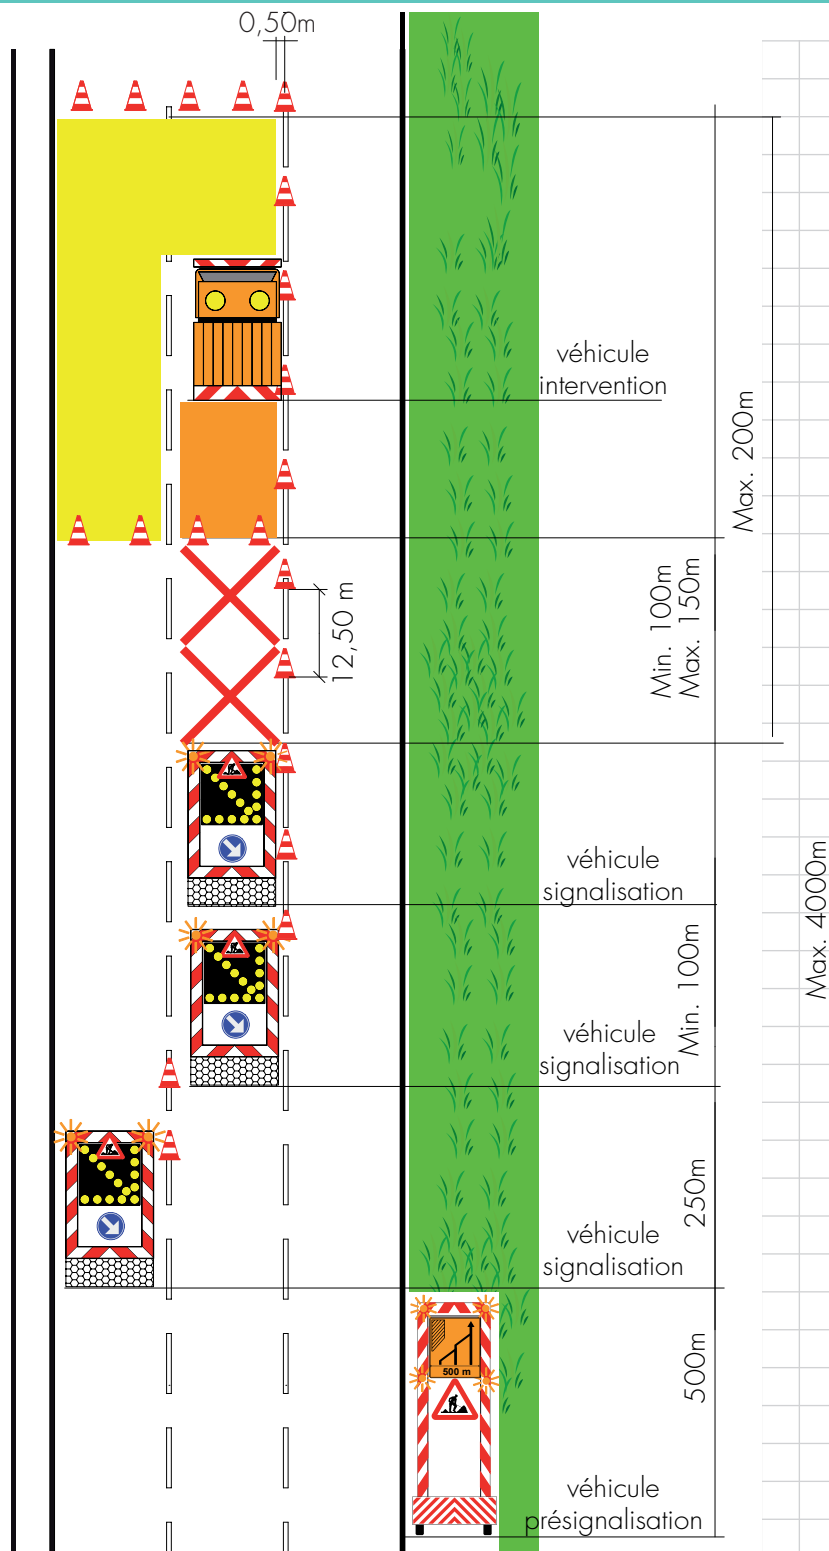 0,50m
véhicule
intervention
Max. 200m
Min. 100m
Max. 150m
12,50 m
véhicule
signalisation
Max. 4000m
Min. 100m
véhicule
signalisation
250m
véhicule
signalisation
500m
500 m
véhicule
présignalisation